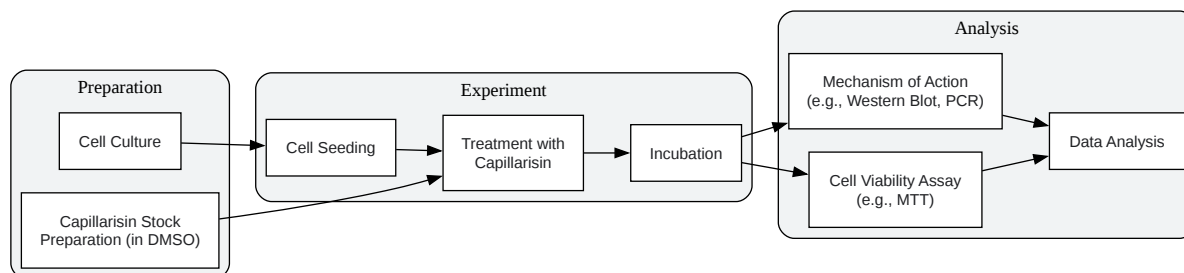 Preparation
Cell Culture
Capillarisin Stock
Preparation (in DMSO)
Experiment
Cell Seeding
Treatment with
Capillarisin
Incubation
Analysis
Mechanism of Action
(e.g., Western Blot, PCR)
Cell Viability Assay
(e.g., MTT)
Data Analysis